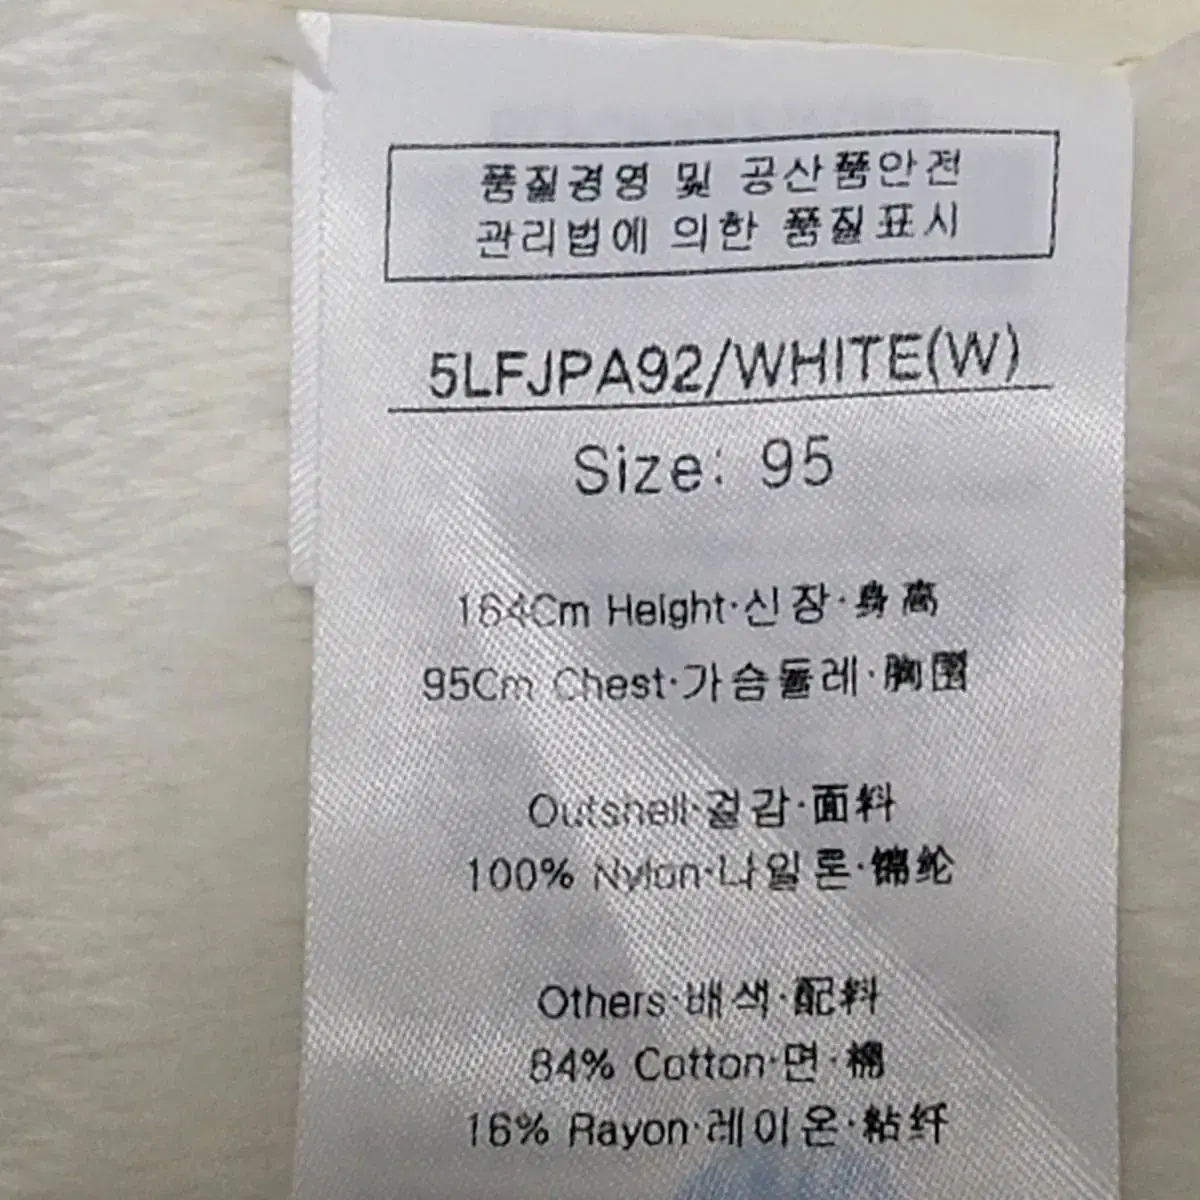 품질경영 및 공산품안전
관리법에 의한 품질표시
5LFJPA92/WHITE(W)
Size: 95
164Cm Height·신장·身高
95Cm Chest·가슴둘레·胸围
Outshell·겉감·面料
100% Nylon·나일론·锦纶
Others·배색·配料
84% Cotton·면·棉
16% Rayon·레이온·粘纤